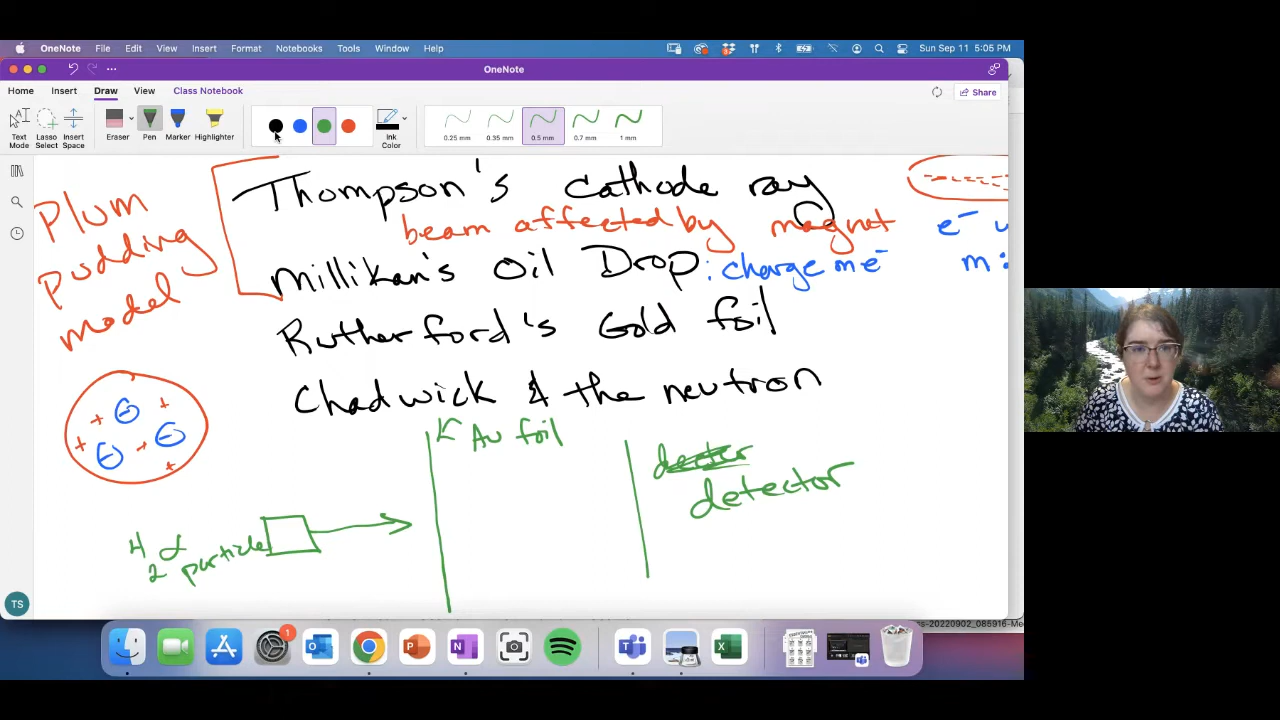 OneNote File Edit View Insert Format Notebooks Tools Window Help Sun Sep 11 5:05 PM
OneNote
Home Insert Draw View Class Notebook Share
Text Mode Lasso Select Insert Space Eraser Pen Marker Highlighter Ink Color 0.25 mm 0.35 mm 0.5 mm 0.7 mm 1 mm
Plum
pudding
model
Thompson's cathode ray
beam affected by magnet e⁻
Millikan's Oil Drop : charge m e⁻ m:
Rutherford's Gold foil
Chadwick & the neutron
+ - + - + - + +
Au foil
detector
4 2 α particle
TS
1